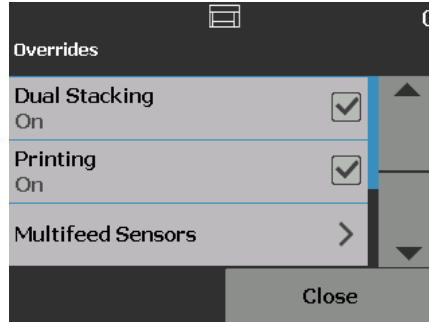 Overrides
Dual Stacking
On
Printing
On
Multifeed Sensors
Close